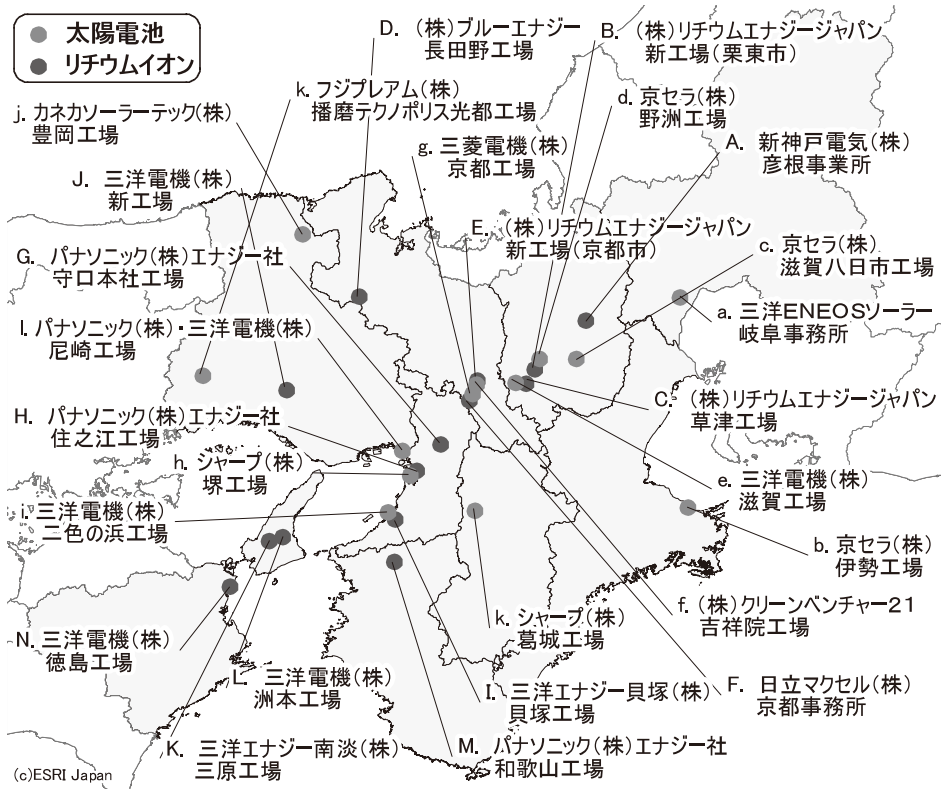 太陽電池
リチウムイオン
D. (株)ブルーエナジー
長田野工場
B. (株)リチウムエナジージャパン
新工場(栗東市)
k. フジプレアム(株)
播磨テクノポリス光都工場
d. 京セラ(株)
野洲工場
j. カネカソーラーテック(株)
豊岡工場
g. 三菱電機(株)
京都工場
A. 新神戸電気(株)
彦根事業所
J. 三洋電機(株)
新工場
E. (株)リチウムエナジージャパン
新工場(京都市)
c. 京セラ(株)
滋賀八日市工場
G. パナソニック(株)エナジー社
守口本社工場
a. 三洋ENEOSソーラー
岐阜事務所
l. パナソニック(株)・三洋電機(株)
尼崎工場
C. (株)リチウムエナジージャパン
草津工場
H. パナソニック(株)エナジー社
住之江工場
h. シャープ(株)
堺工場
e. 三洋電機(株)
滋賀工場
i. 三洋電機(株)
二色の浜工場
b. 京セラ(株)
伊勢工場
k. シャープ(株)
葛城工場
f. (株)クリーンベンチャー21
吉祥院工場
N. 三洋電機(株)
徳島工場
L. 三洋電機(株)
洲本工場
I. 三洋エナジー貝塚(株)
貝塚工場
F. 日立マクセル(株)
京都事務所
K. 三洋エナジー南淡(株)
三原工場
M. パナソニック(株)エナジー社
和歌山工場
(c)ESRI Japan